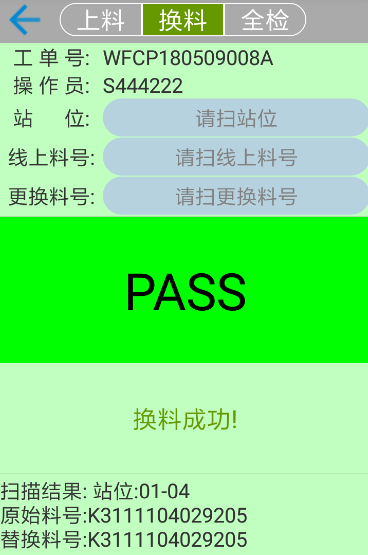 上料 换料 全检
工单号: WFCP180509008A
操作员: S444222
站 位: 请扫站位
线上料号: 请扫线上料号
更换料号: 请扫更换料号
PASS
换料成功!
扫描结果: 站位:01-04
原始料号:K3111104029205
替换料号:K3111104029205